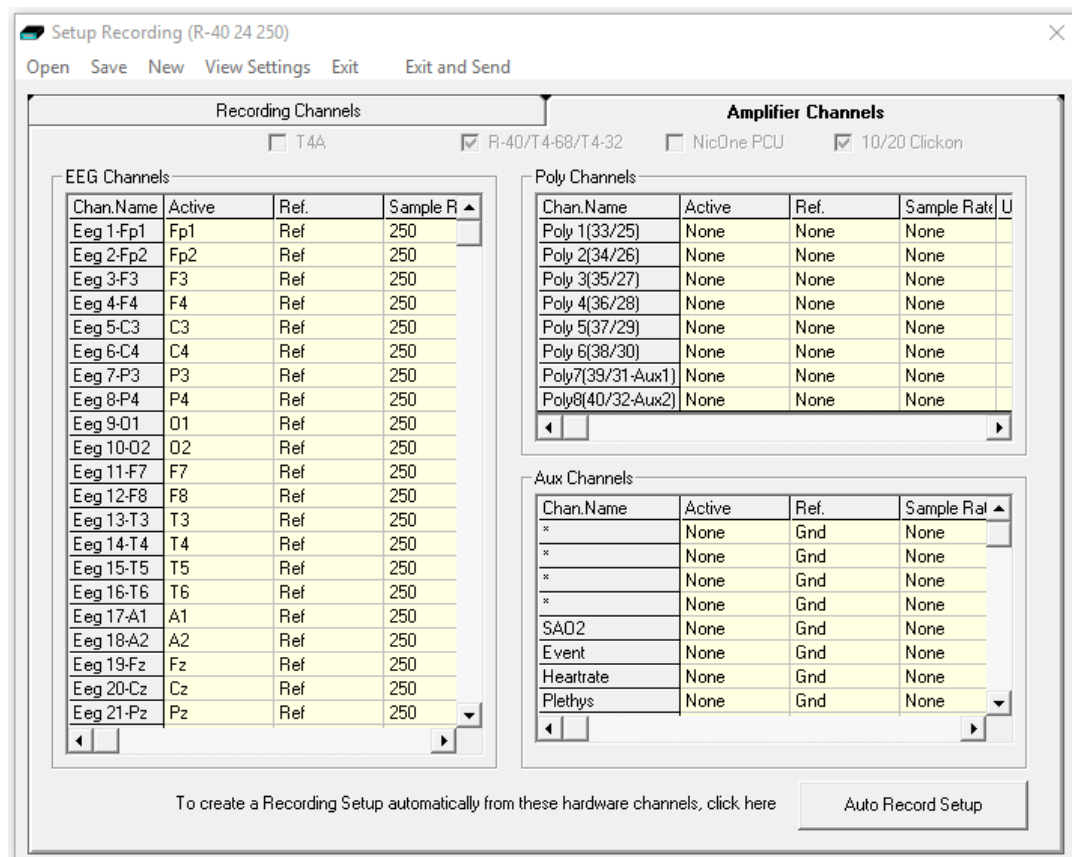 Setup Recording (R-40 24 250)
Open Save New View Settings Exit Exit and Send
Recording Channels Amplifier Channels
T4A R-40/T4-68/T4-32 NicOne PCU 10/20 Clickon
EEG Channels
Chan.Name Active Ref. Sample R
Eeg 1-Fp1 Fp1 Ref 250
Eeg 2-Fp2 Fp2 Ref 250
Eeg 3-F3 F3 Ref 250
Eeg 4-F4 F4 Ref 250
Eeg 5-C3 C3 Ref 250
Eeg 6-C4 C4 Ref 250
Eeg 7-P3 P3 Ref 250
Eeg 8-P4 P4 Ref 250
Eeg 9-O1 O1 Ref 250
Eeg 10-O2 O2 Ref 250
Eeg 11-F7 F7 Ref 250
Eeg 12-F8 F8 Ref 250
Eeg 13-T3 T3 Ref 250
Eeg 14-T4 T4 Ref 250
Eeg 15-T5 T5 Ref 250
Eeg 16-T6 T6 Ref 250
Eeg 17-A1 A1 Ref 250
Eeg 18-A2 A2 Ref 250
Eeg 19-Fz Fz Ref 250
Eeg 20-Cz Cz Ref 250
Eeg 21-Pz Pz Ref 250
Poly Channels
Chan.Name Active Ref. Sample Rate U
Poly 1(33/25) None None None
Poly 2(34/26) None None None
Poly 3(35/27) None None None
Poly 4(36/28) None None None
Poly 5(37/29) None None None
Poly 6(38/30) None None None
Poly7(39/31-Aux1) None None None
Poly8(40/32-Aux2) None None None
Aux Channels
Chan.Name Active Ref. Sample Rat
* None Gnd None
* None Gnd None
* None Gnd None
* None Gnd None
SAO2 None Gnd None
Event None Gnd None
Heartrate None Gnd None
Plethys None Gnd None
To create a Recording Setup automatically from these hardware channels, click here
Auto Record Setup